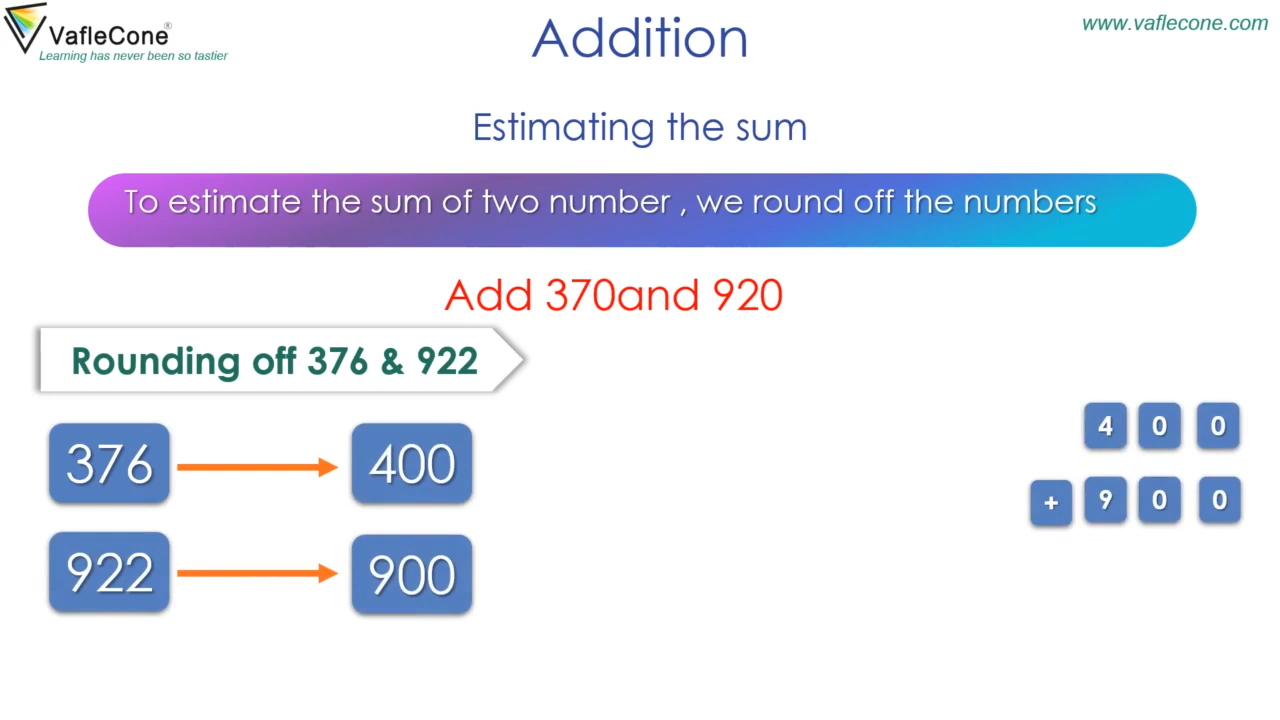 VafleCone®
Learning has never been so tastier
Addition
www.vaflecone.com
Estimating the sum
To estimate the sum of two number , we round off the numbers
Add 370and 920
Rounding off 376 & 922
376 400
922 900
4 0 0
+ 9 0 0